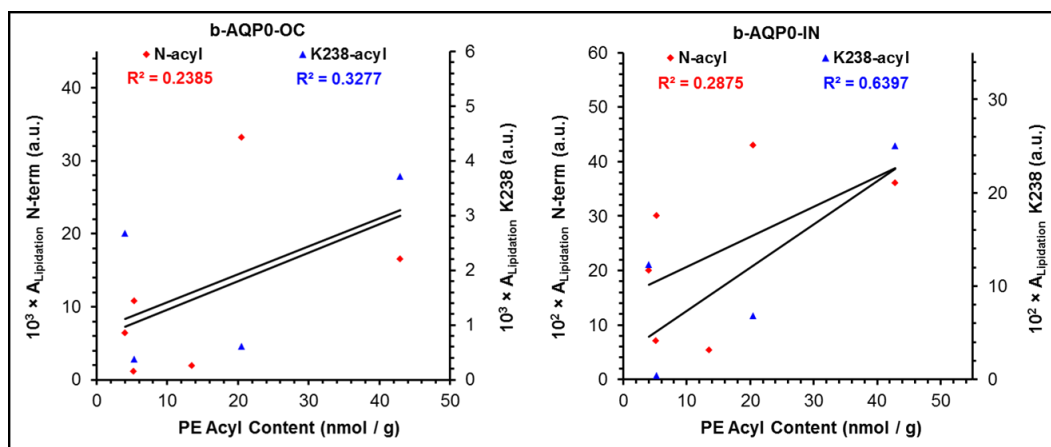 b-AQP0-OC
N-acyl
K238-acyl
R² = 0.2385
R² = 0.3277
10³ × A_Lipidation N-term (a.u.)
40
30
20
10
0
10³ × A_Lipidation K238 (a.u.)
6
5
4
3
2
1
0
0 10 20 30 40 50
PE Acyl Content (nmol / g)
b-AQP0-IN
N-acyl
K238-acyl
R² = 0.2875
R² = 0.6397
10² × A_Lipidation N-term (a.u.)
60
50
40
30
20
10
0
10² × A_Lipidation K238 (a.u.)
30
20
10
0
0 10 20 30 40 50
PE Acyl Content (nmol / g)